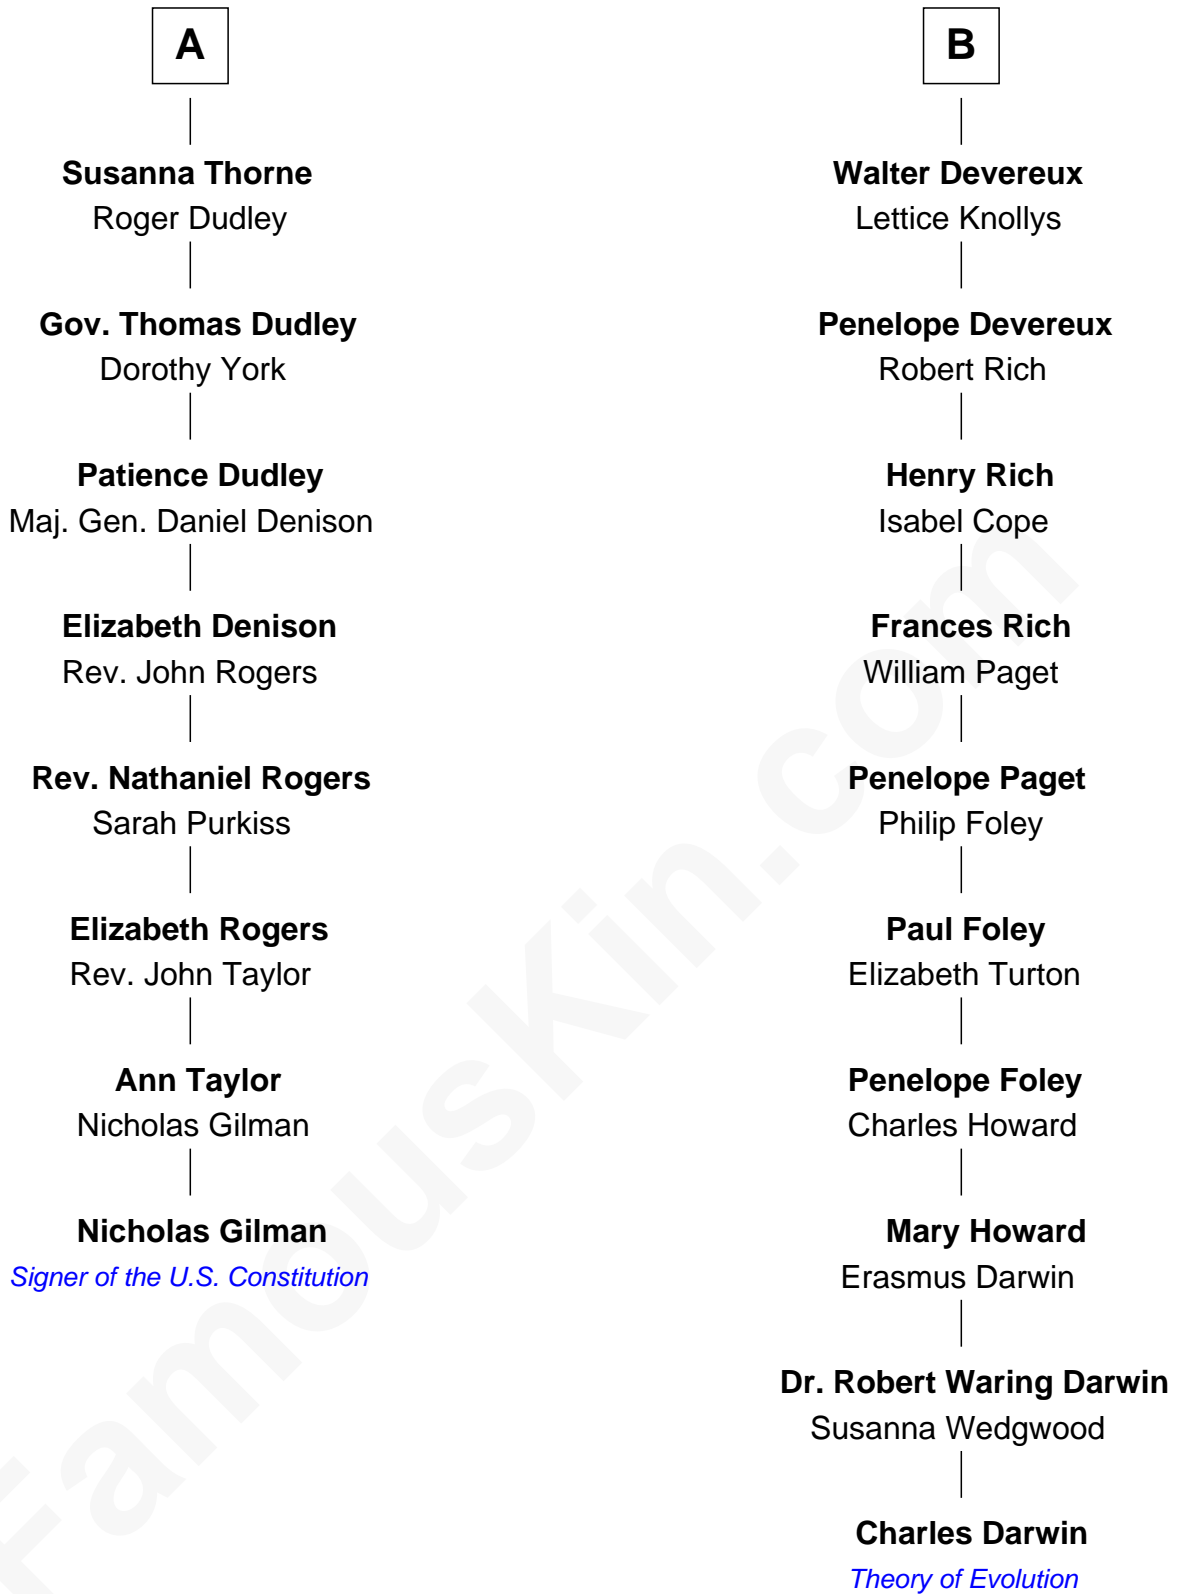 A
Susanna Thorne
Roger Dudley
Gov. Thomas Dudley
Dorothy York
Patience Dudley
Maj. Gen. Daniel Denison
Elizabeth Denison
Rev. John Rogers
Rev. Nathaniel Rogers
Sarah Purkiss
Elizabeth Rogers
Rev. John Taylor
Ann Taylor
Nicholas Gilman
Nicholas Gilman
Signer of the U.S. Constitution
B
Walter Devereux
Lettice Knollys
Penelope Devereux
Robert Rich
Henry Rich
Isabel Cope
Frances Rich
William Paget
Penelope Paget
Philip Foley
Paul Foley
Elizabeth Turton
Penelope Foley
Charles Howard
Mary Howard
Erasmus Darwin
Dr. Robert Waring Darwin
Susanna Wedgwood
Charles Darwin
Theory of Evolution
FamousKin.com